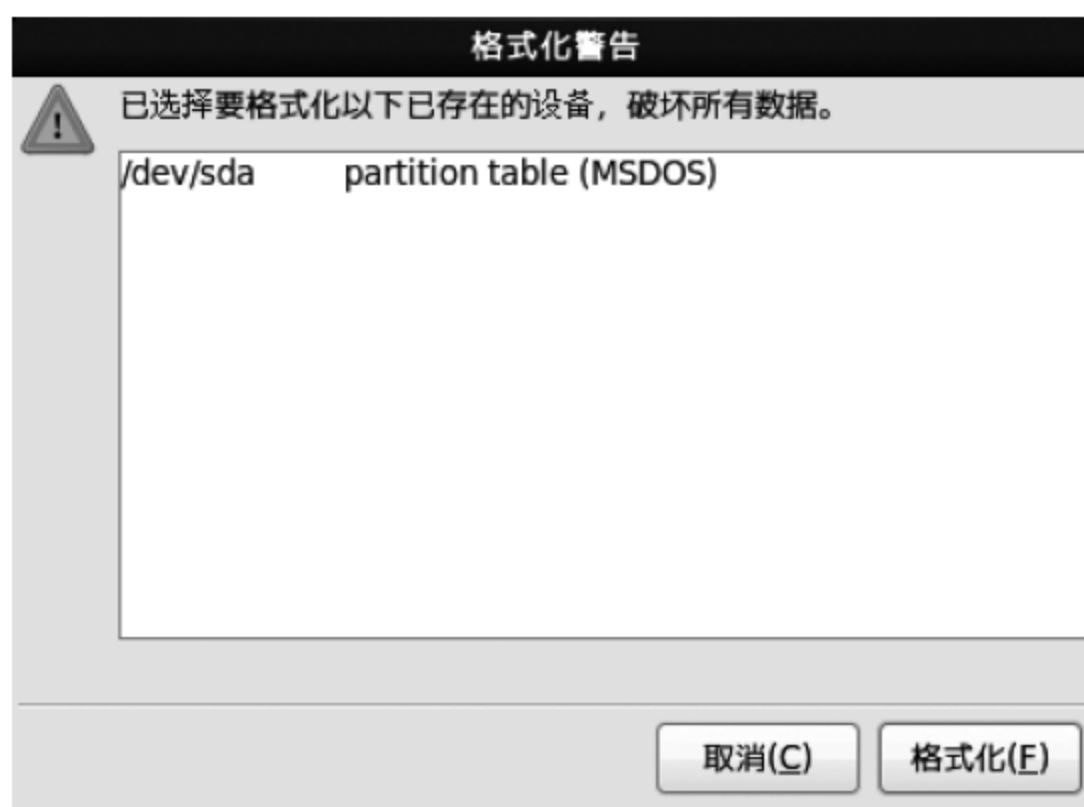 格式化警告
已选择要格式化以下已存在的设备，破坏所有数据。
/dev/sda partition table (MSDOS)
取消(C) 格式化(F)